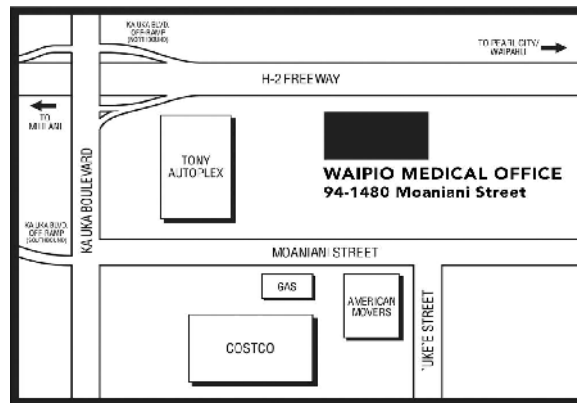 KA UKA BLVD.
OFF-RAMP
(NORTHBOUND)
TO PEARL CITY/
WAIPAHU
H-2 FREEWAY
TO
MILILANI
KA UKA BOULEVARD
TONY
AUTOPLEX
WAIPIO MEDICAL OFFICE
94-1480 Moaniani Street
KA UKA BLVD.
OFF RAMP
(SOUTHBOUND)
MOANIANI STREET
GAS
AMERICAN
MOVERS
COSTCO
'UKE'E STREET